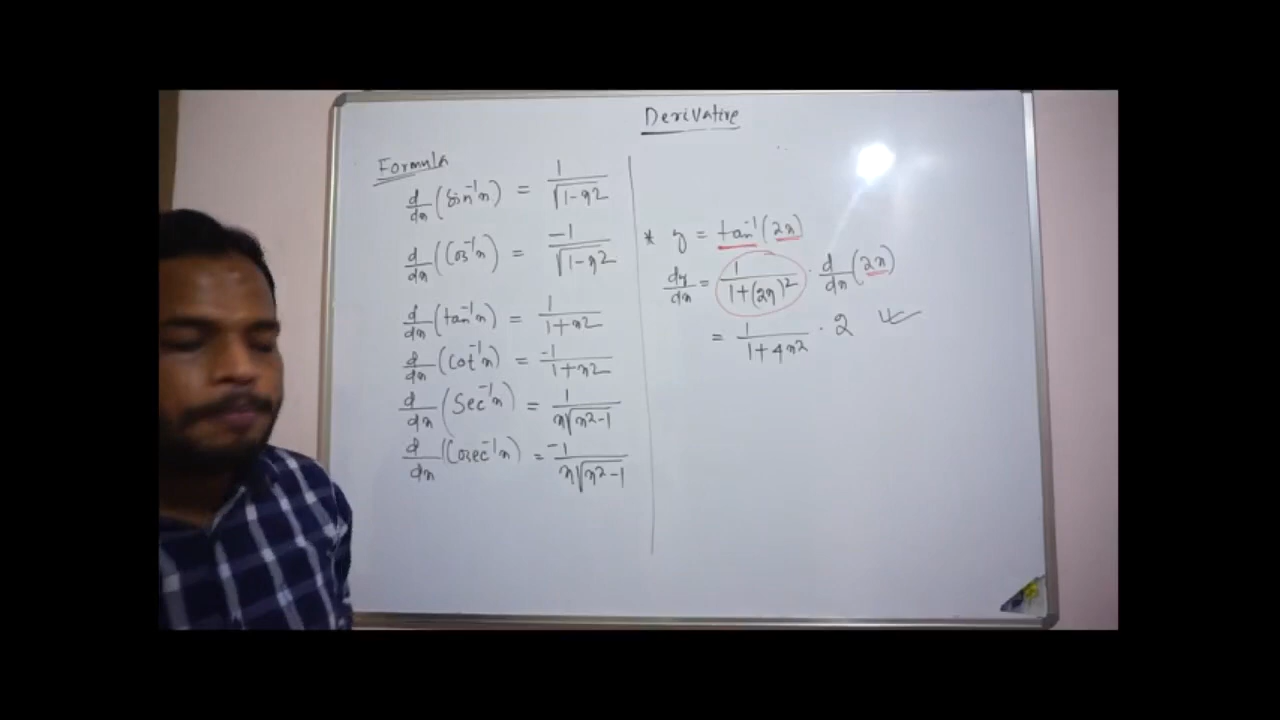 Derivative
Formula
d/dx (Sin⁻¹x) = 1/√(1-x²)
d/dx (Cos⁻¹x) = -1/√(1-x²)
d/dx (tan⁻¹x) = 1/(1+x²)
d/dx (Cot⁻¹x) = -1/(1+x²)
d/dx (Sec⁻¹x) = 1/(x√(x²-1))
d/dx (Cosec⁻¹x) = -1/(x√(x²-1))
* y = tan⁻¹(2x)
dy/dx = 1/(1+(2x)²) · d/dx (2x)
= 1/(1+4x²) · 2